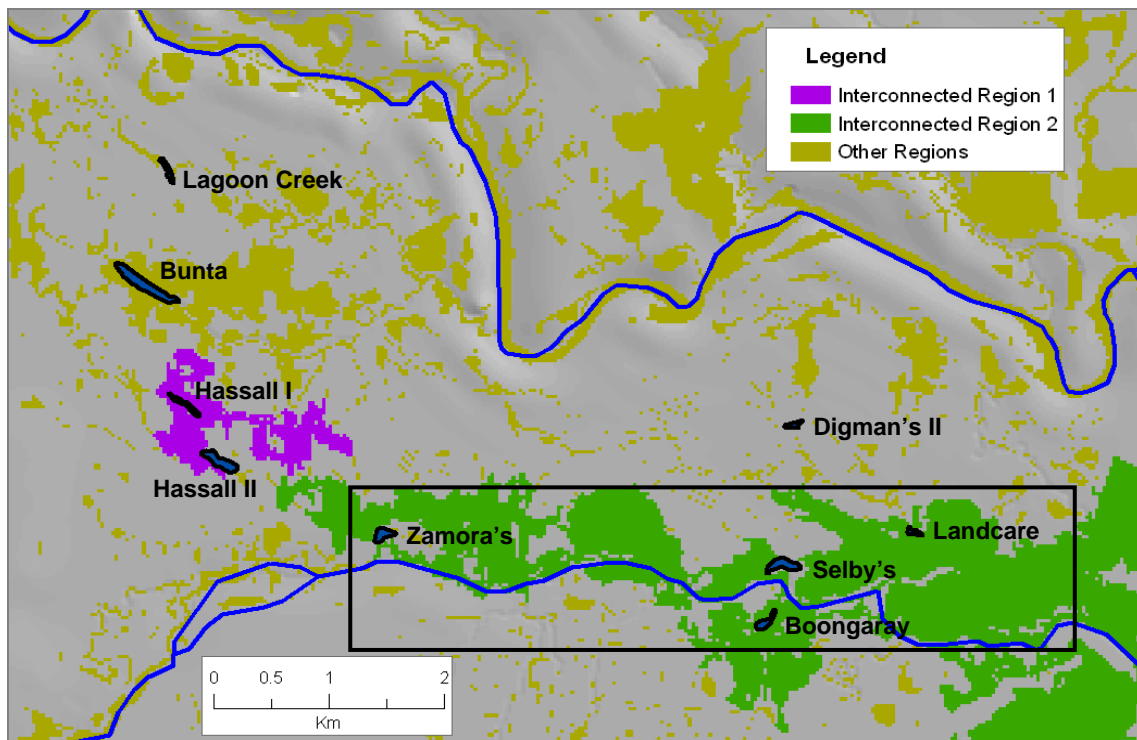 Legend
Interconnected Region 1
Interconnected Region 2
Other Regions
Lagoon Creek
Bunta
Hassall I
Digman's II
Hassall II
Zamora's
Landcare
Selby's
Boongaray
0 0.5 1 2
Km